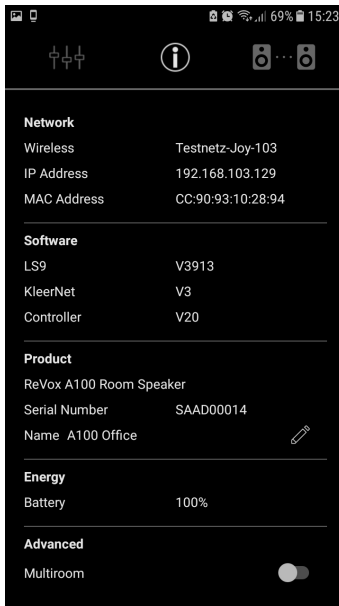 69% 15:23
Network
Wireless Testnetz-Joy-103
IP Address 192.168.103.129
MAC Address CC:90:93:10:28:94
Software
LS9 V3913
KleerNet V3
Controller V20
Product
ReVox A100 Room Speaker
Serial Number SAAD00014
Name A100 Office
Energy
Battery 100%
Advanced
Multiroom